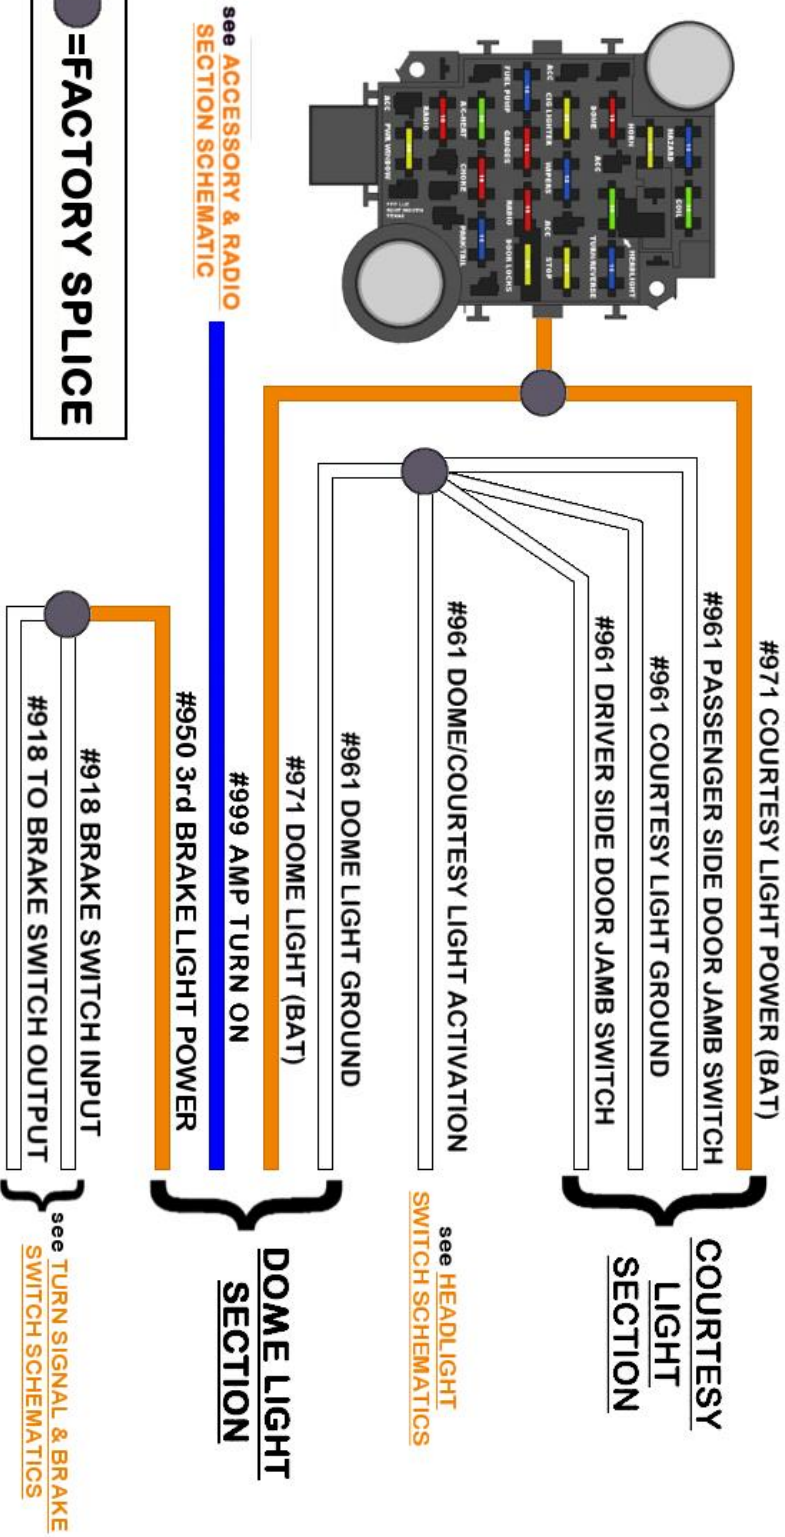 #971 COURTESY LIGHT POWER (BAT)
#961 PASSENGER SIDE DOOR JAMB SWITCH
#961 COURTESY LIGHT GROUND
#961 DRIVER SIDE DOOR JAMB SWITCH
COURTESY
LIGHT
SECTION
#961 DOME/COURTESY LIGHT ACTIVATION
see HEADLIGHT
SWITCH SCHEMATICS
#961 DOME LIGHT GROUND
#971 DOME LIGHT (BAT)
#999 AMP TURN ON
#950 3rd BRAKE LIGHT POWER
DOME LIGHT
SECTION
#918 BRAKE SWITCH INPUT
#918 TO BRAKE SWITCH OUTPUT
see TURN SIGNAL & BRAKE
SWITCH SCHEMATICS
see ACCESSORY & RADIO
SECTION SCHEMATIC
=FACTORY SPLICE
HAZARD
COIL
HORN
HEADLIGHT
DOME
ACC
TURN/REVERSE
ACC
CIG LIGHTER
WIPERS
ACC
STOP
FUEL PUMP
GAUGES
RADIO
DOOR LOCKS
AC-HEAT
CHOKE
PARK/TAIL
RADIO
ACC
PWR WINDOW